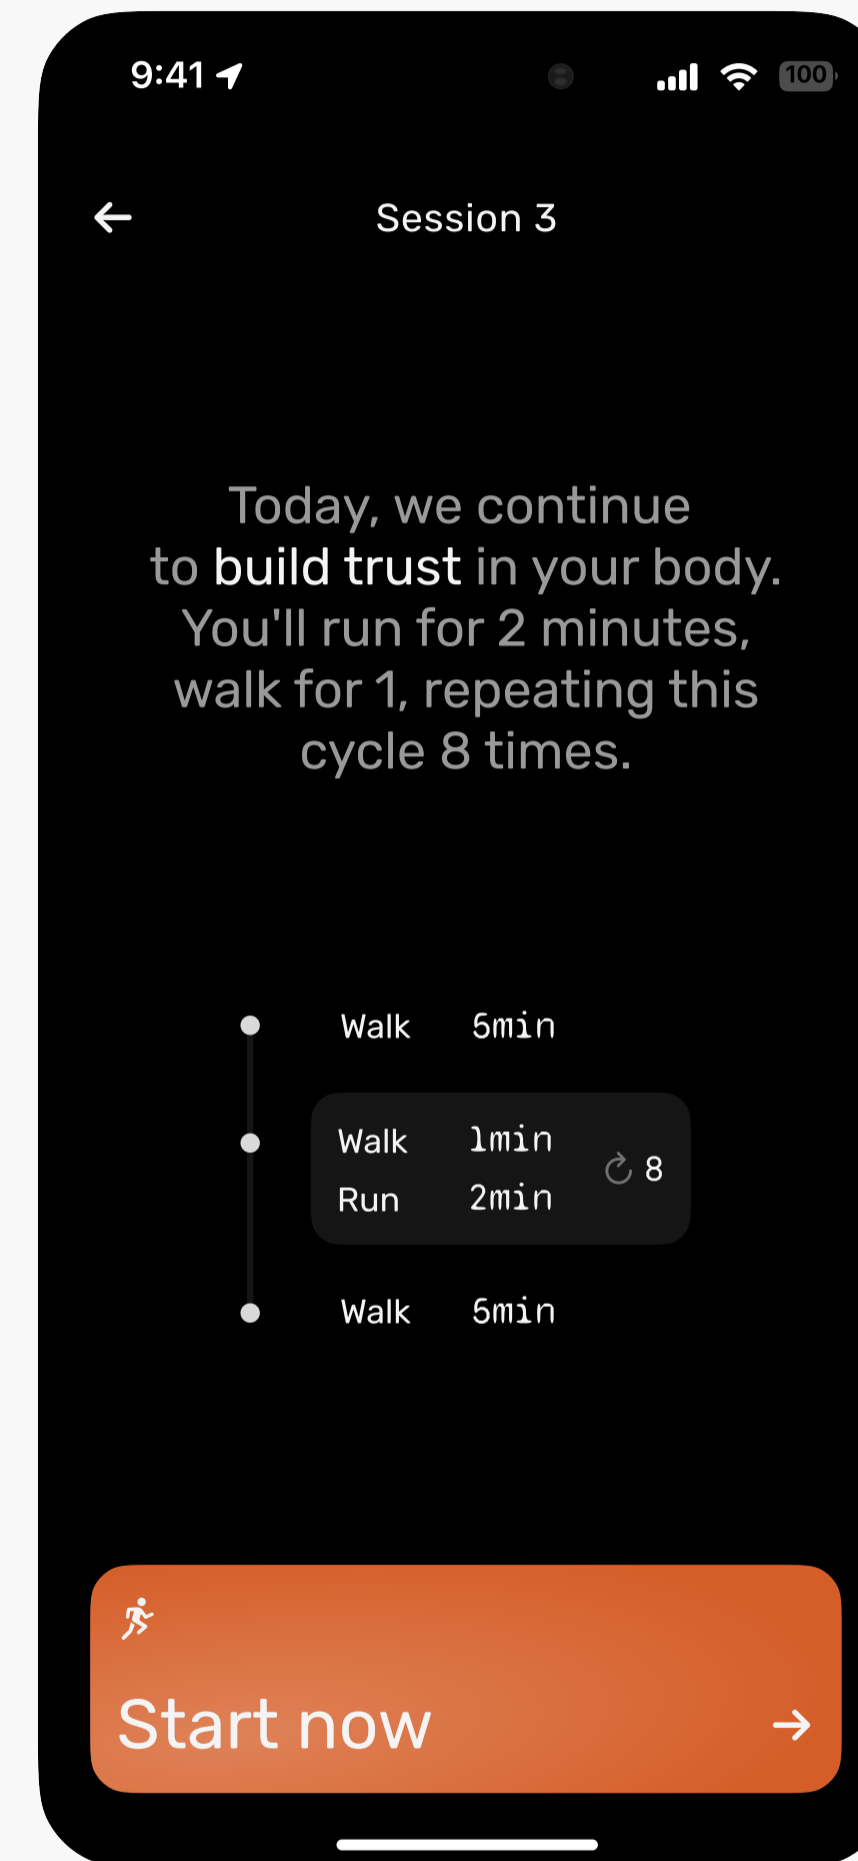 9:41
100
Session 3
Today, we continue
to build trust in your body.
You'll run for 2 minutes,
walk for 1, repeating this
cycle 8 times.
Walk 5min
Walk 1min
8
Run 2min
Walk 5min
Start now